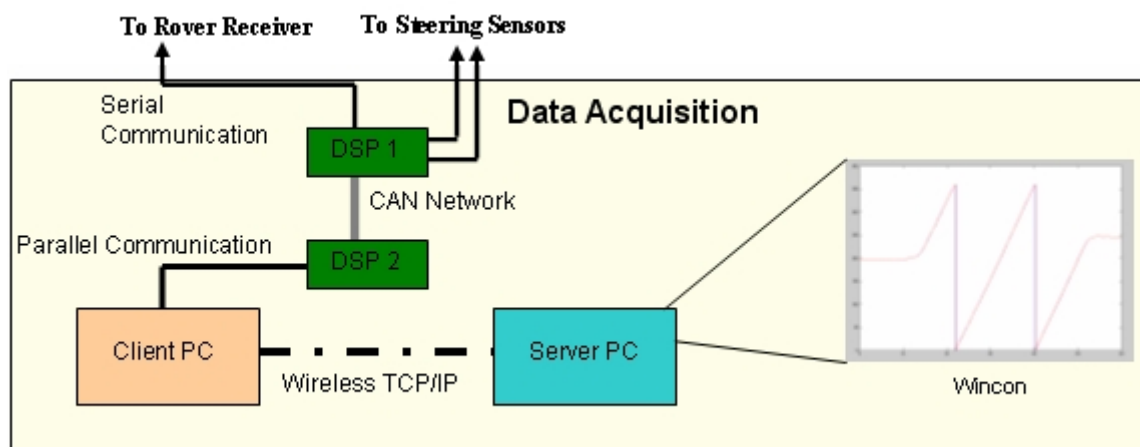 To Rover Receiver
To Steering Sensors
Data Acquisition
Serial
Communication
DSP 1
CAN Network
Parallel Communication
DSP 2
Client PC
Wireless TCP/IP
Server PC
Wincon